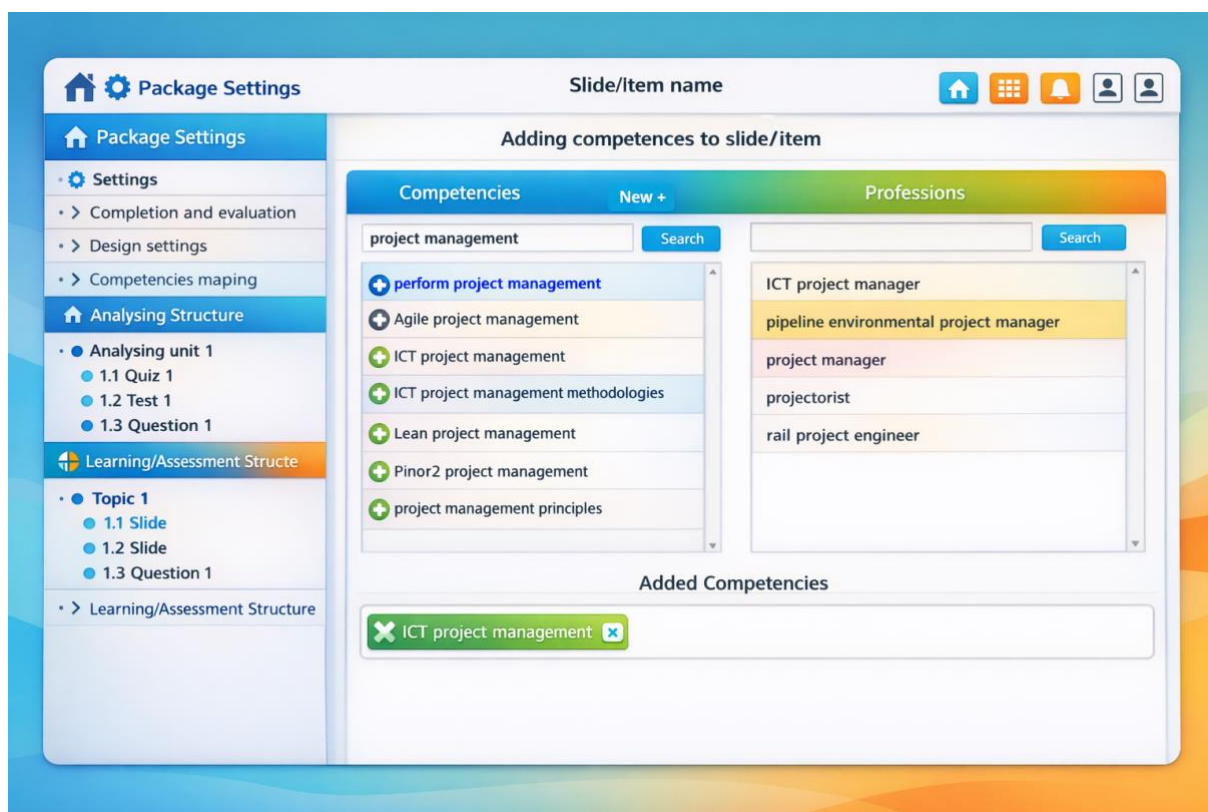 Package Settings
Slide/Item name
Package Settings
Settings
Completion and evaluation
Design settings
Competencies maping
Analysing Structure
Analysing unit 1
1.1 Quiz 1
1.2 Test 1
1.3 Question 1
Learning/Assessment Structe
Topic 1
1.1 Slide
1.2 Slide
1.3 Question 1
Learning/Assessment Structure
Adding competences to slide/item
Competencies
New +
Professions
project management
Search
Search
perform project management
Agile project management
ICT project management
ICT project management methodologies
Lean project management
Pinor2 project management
project management principles
ICT project manager
pipeline environmental project manager
project manager
projectorist
rail project engineer
Added Competencies
ICT project management